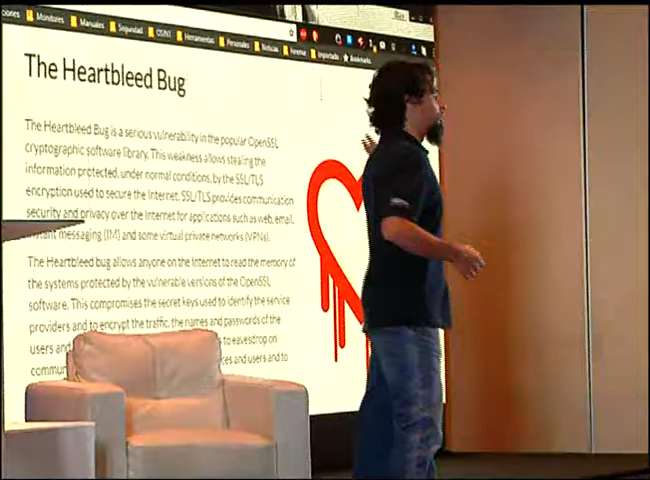 Monitores Manuales Seguridad OSINT Herramientas Personales Noticias Forense Importado Bookmarks
The Heartbleed Bug
The Heartbleed Bug is a serious vulnerability in the popular OpenSSL
cryptographic software library. This weakness allows stealing the
information protected, under normal conditions, by the SSL/TLS
encryption used to secure the Internet. SSL/TLS provides communication
security and privacy over the Internet for applications such as web, email,
instant messaging (IM) and some virtual private networks (VPNs).
The Heartbleed bug allows anyone on the Internet to read the memory of
the systems protected by the vulnerable versions of the OpenSSL
software. This compromises the secret keys used to identify the service
providers and to encrypt the traffic, the names and passwords of the
users and to eavesdrop on
commun ces and users and to